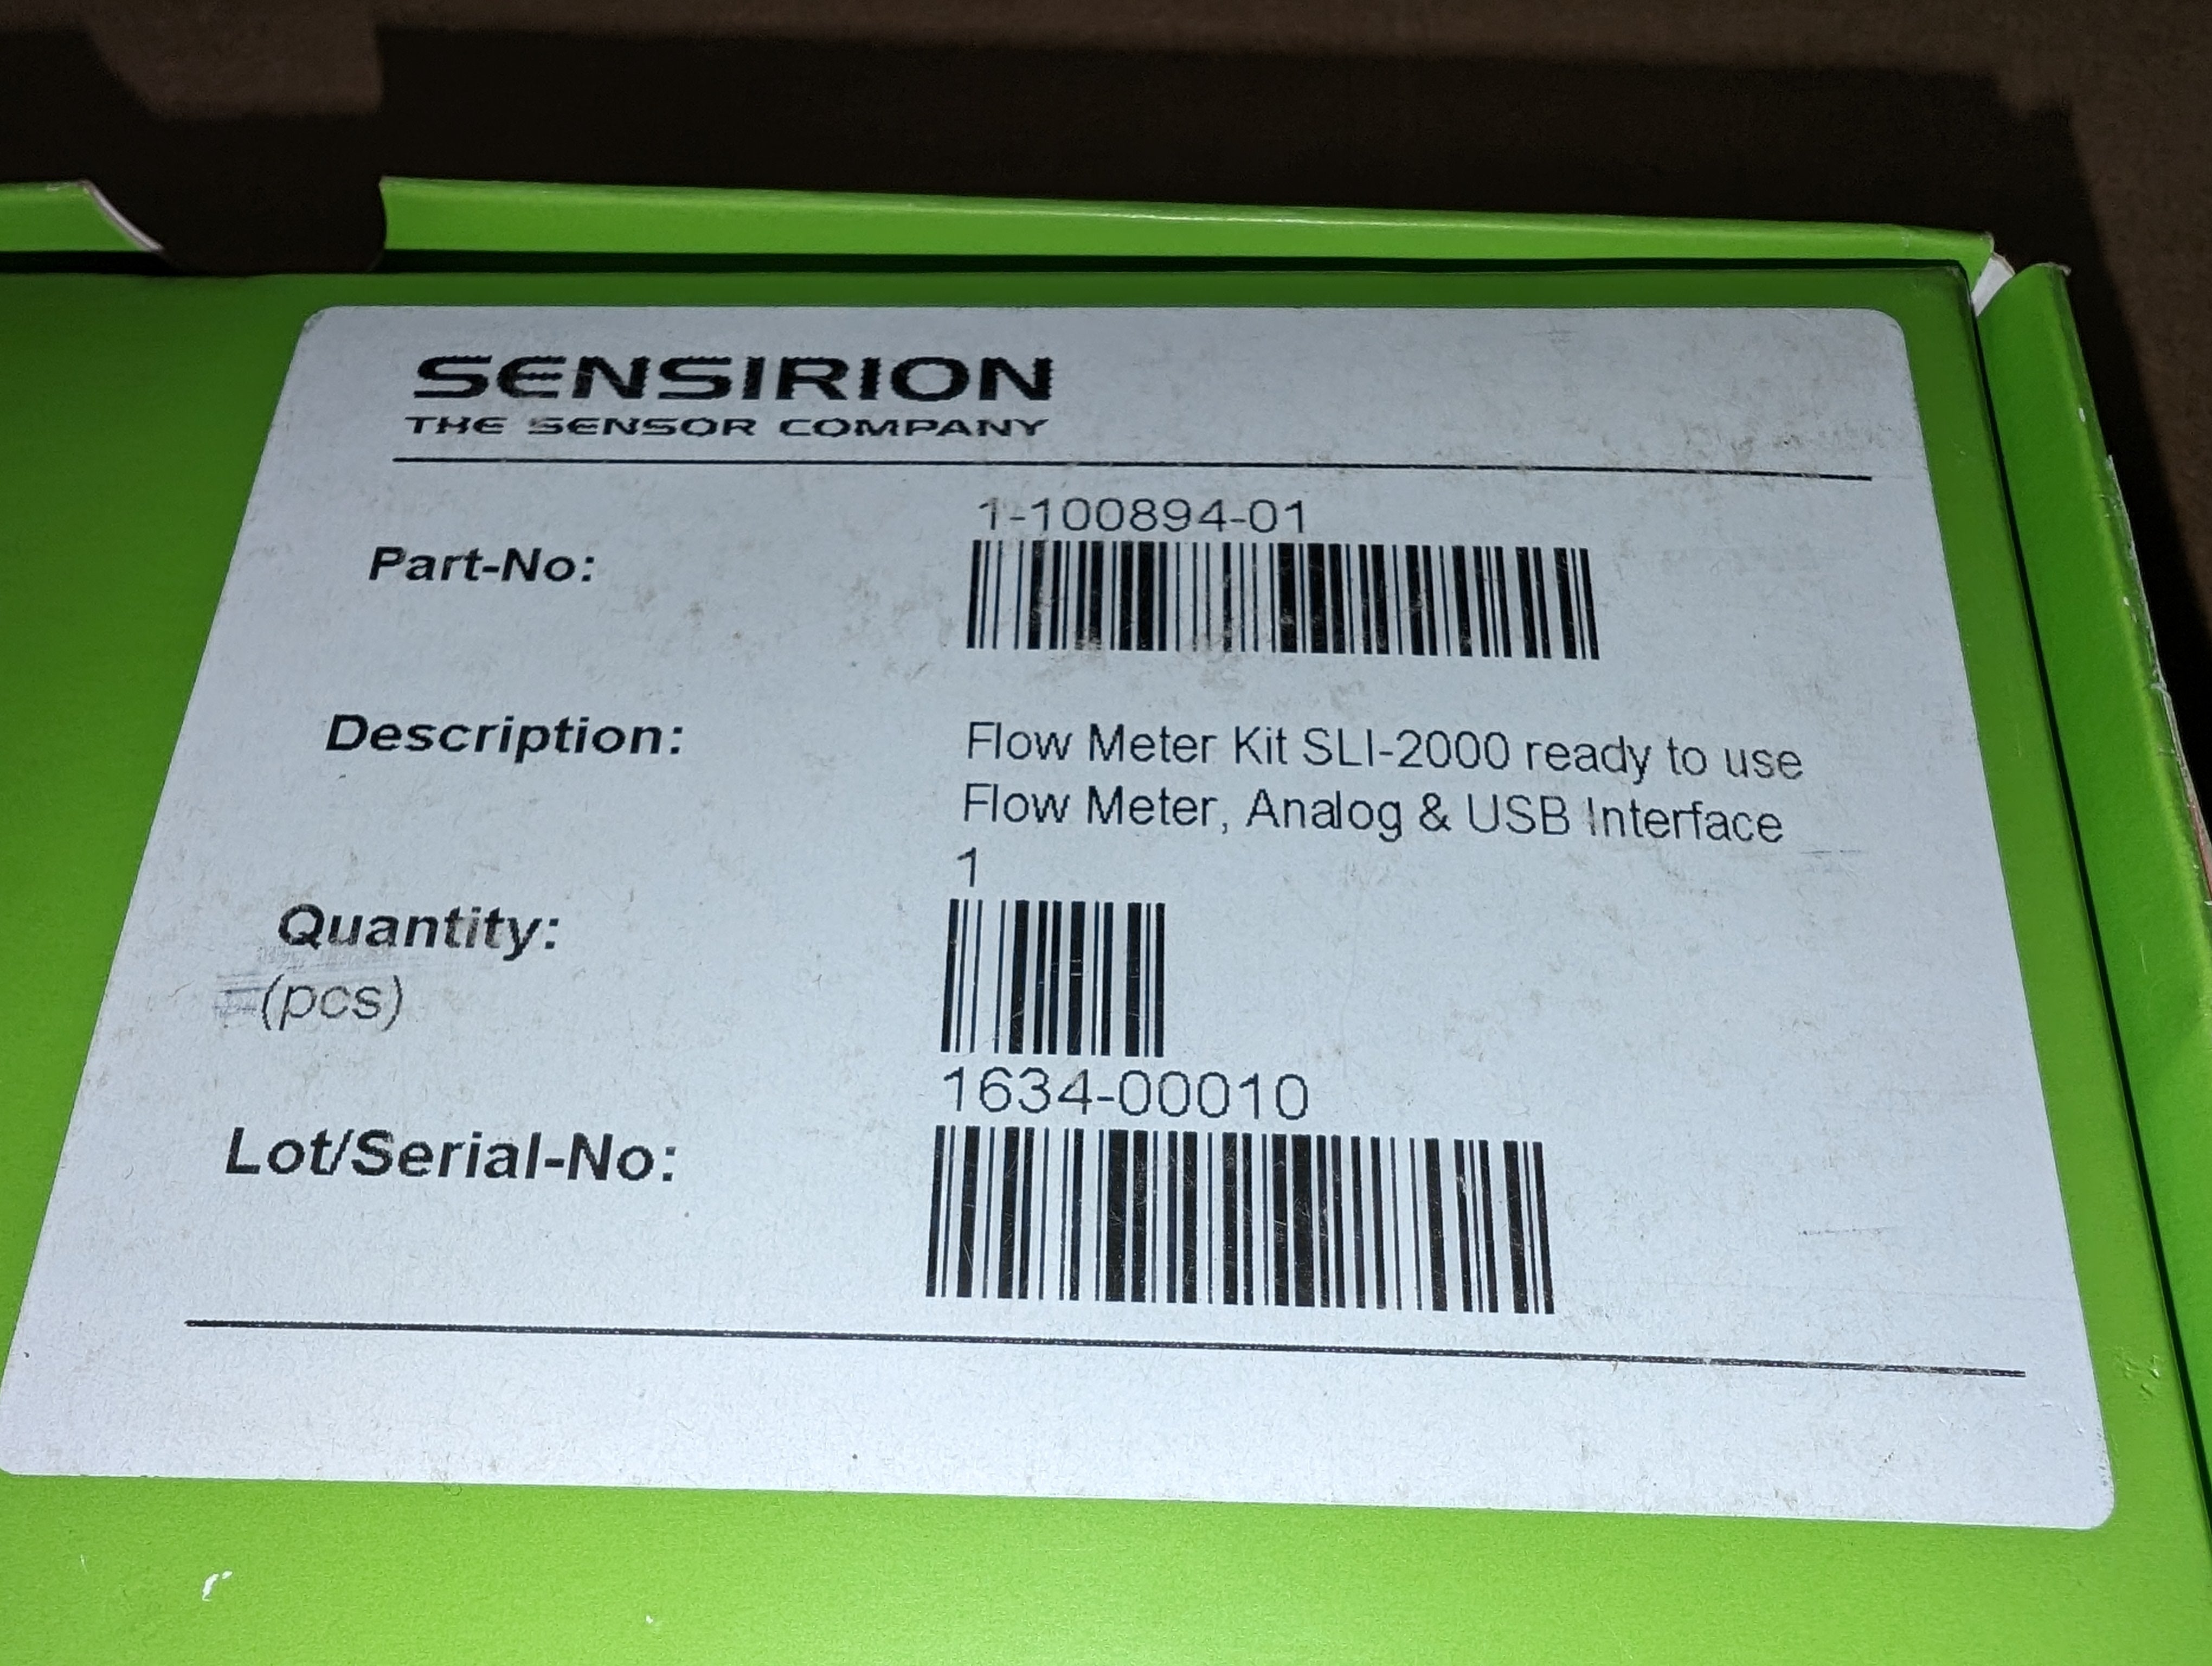 SENSIRION
THE SENSOR COMPANY
1-100894-01
Part-No:
Description: Flow Meter Kit SLI-2000 ready to use
Flow Meter, Analog & USB Interface
1
Quantity:
(pcs)
1634-00010
Lot/Serial-No: